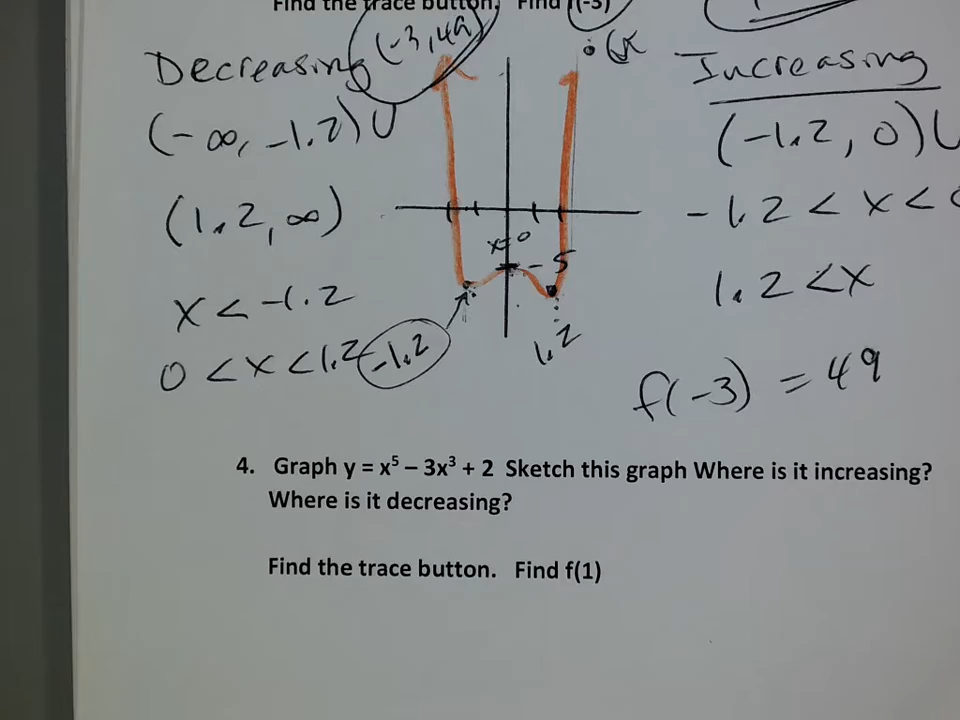 Find the trace button. Find f(-3)
(-3, 49)
Decreasing
(-∞, -1.2) ∪
(1.2, ∞)
x < -1.2
0 < x < 1.2
-1.2
x=0
-5
1.2
Increasing
(-1.2, 0) ∪
-1.2 < x <
1.2 < x
f(-3) = 49
4. Graph y = x⁵ – 3x³ + 2 Sketch this graph Where is it increasing?
Where is it decreasing?
Find the trace button. Find f(1)